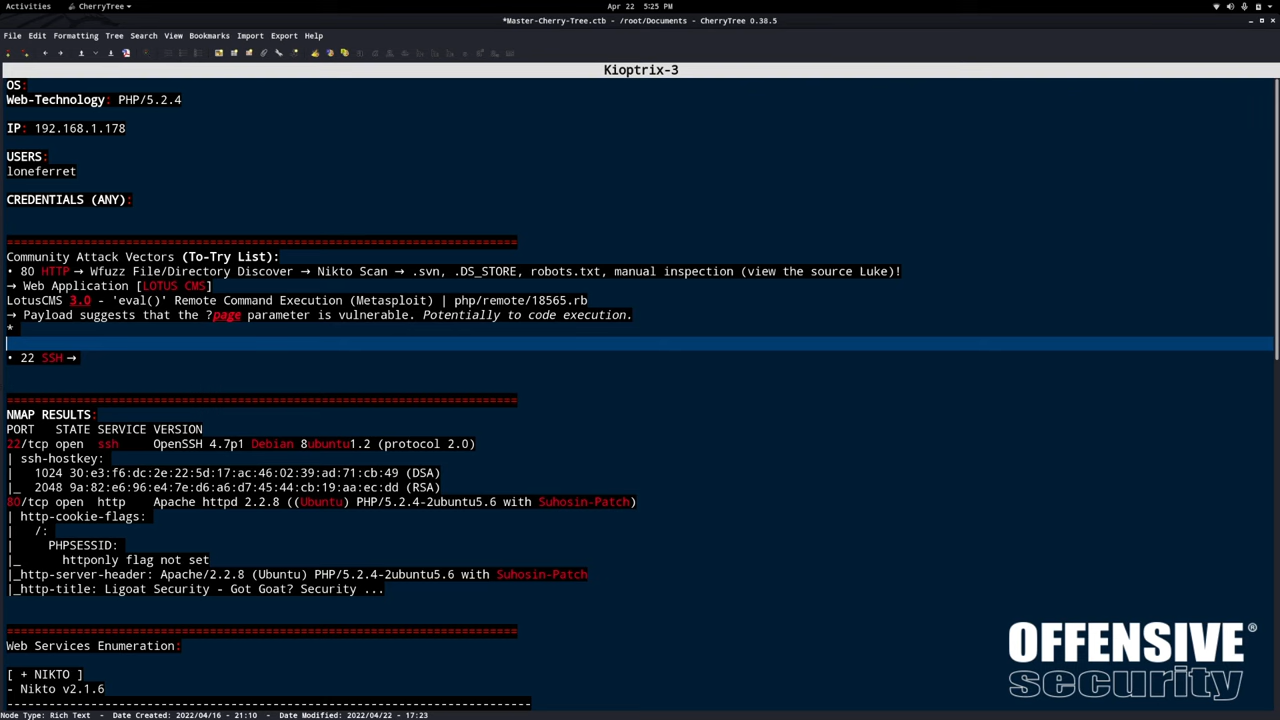 Activities
CherryTree
Apr 22 5:25 PM
*Master-Cherry-Tree.ctb - /root/Documents - CherryTree 0.38.5
File Edit Formatting Tree Search View Bookmarks Import Export Help
Kioptrix-3
OS:
Web-Technology: PHP/5.2.4
IP: 192.168.1.178
USERS:
loneferret
CREDENTIALS (ANY):
=========================================================================
Community Attack Vectors (To-Try List):
• 80 HTTP → Wfuzz File/Directory Discover → Nikto Scan → .svn, .DS_STORE, robots.txt, manual inspection (view the source Luke)!
→ Web Application [LOTUS CMS]
LotusCMS 3.0 - 'eval()' Remote Command Execution (Metasploit) | php/remote/18565.rb
→ Payload suggests that the ?page parameter is vulnerable. Potentially to code execution.
*
• 22 SSH →
=========================================================================
NMAP RESULTS:
PORT STATE SERVICE VERSION
22/tcp open ssh OpenSSH 4.7p1 Debian 8ubuntu1.2 (protocol 2.0)
| ssh-hostkey:
| 1024 30:e3:f6:dc:2e:22:5d:17:ac:46:02:39:ad:71:cb:49 (DSA)
|_ 2048 9a:82:e6:96:e4:7e:d6:a6:d7:45:44:cb:19:aa:ec:dd (RSA)
80/tcp open http Apache httpd 2.2.8 ((Ubuntu) PHP/5.2.4-2ubuntu5.6 with Suhosin-Patch)
| http-cookie-flags:
| /:
| PHPSESSID:
|_ httponly flag not set
|_http-server-header: Apache/2.2.8 (Ubuntu) PHP/5.2.4-2ubuntu5.6 with Suhosin-Patch
|_http-title: Ligoat Security - Got Goat? Security ...
=========================================================================
Web Services Enumeration:
[ + NIKTO ]
- Nikto v2.1.6
---------------------------------------------------------------------------
OFFENSIVE®
security
Node Type: Rich Text - Date Created: 2022/04/16 - 21:10 - Date Modified: 2022/04/22 - 17:23